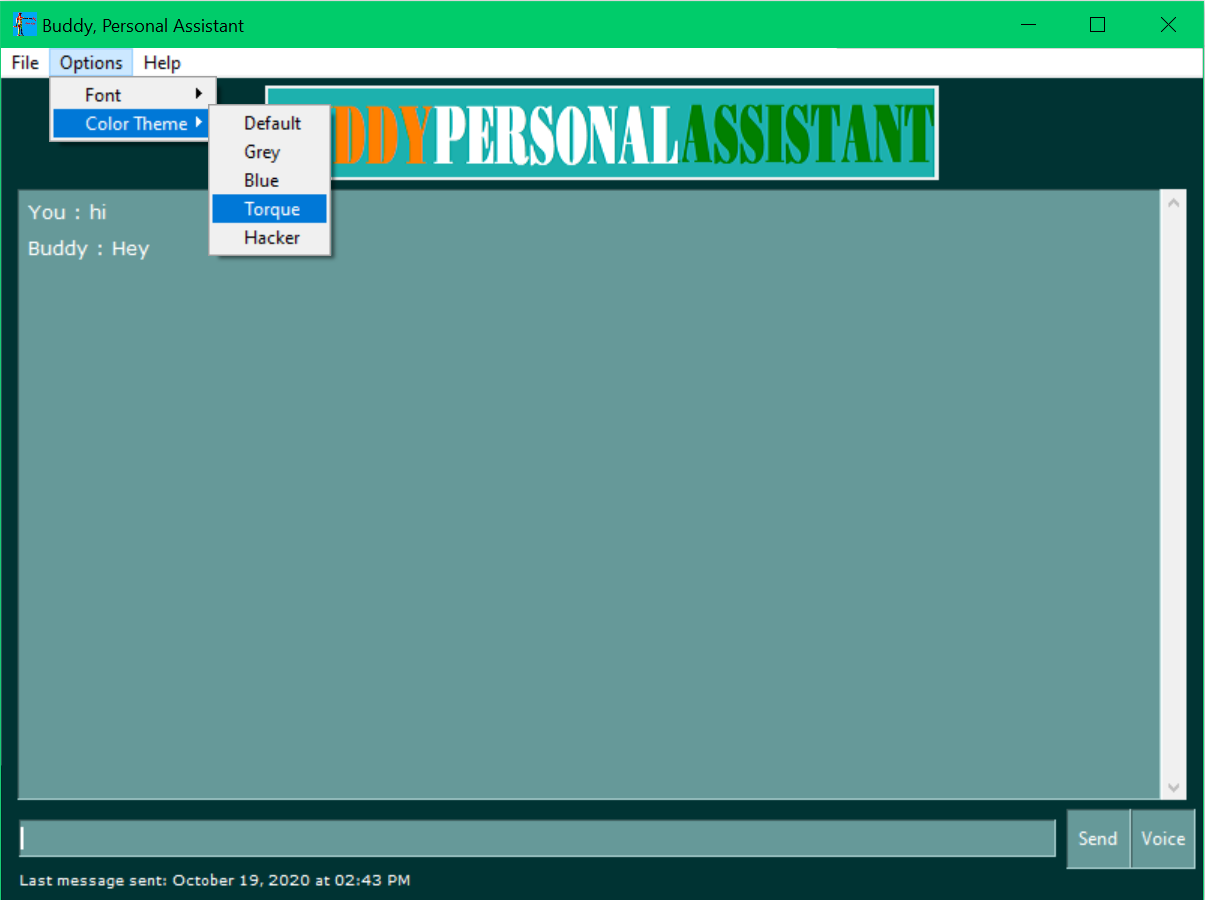 Buddy, Personal Assistant
File Options Help
Font
Color Theme
Default
Grey
Blue
Torque
Hacker
DDYPERSONALASSISTANT
You : hi
Buddy : Hey
Send Voice
Last message sent: October 19, 2020 at 02:43 PM